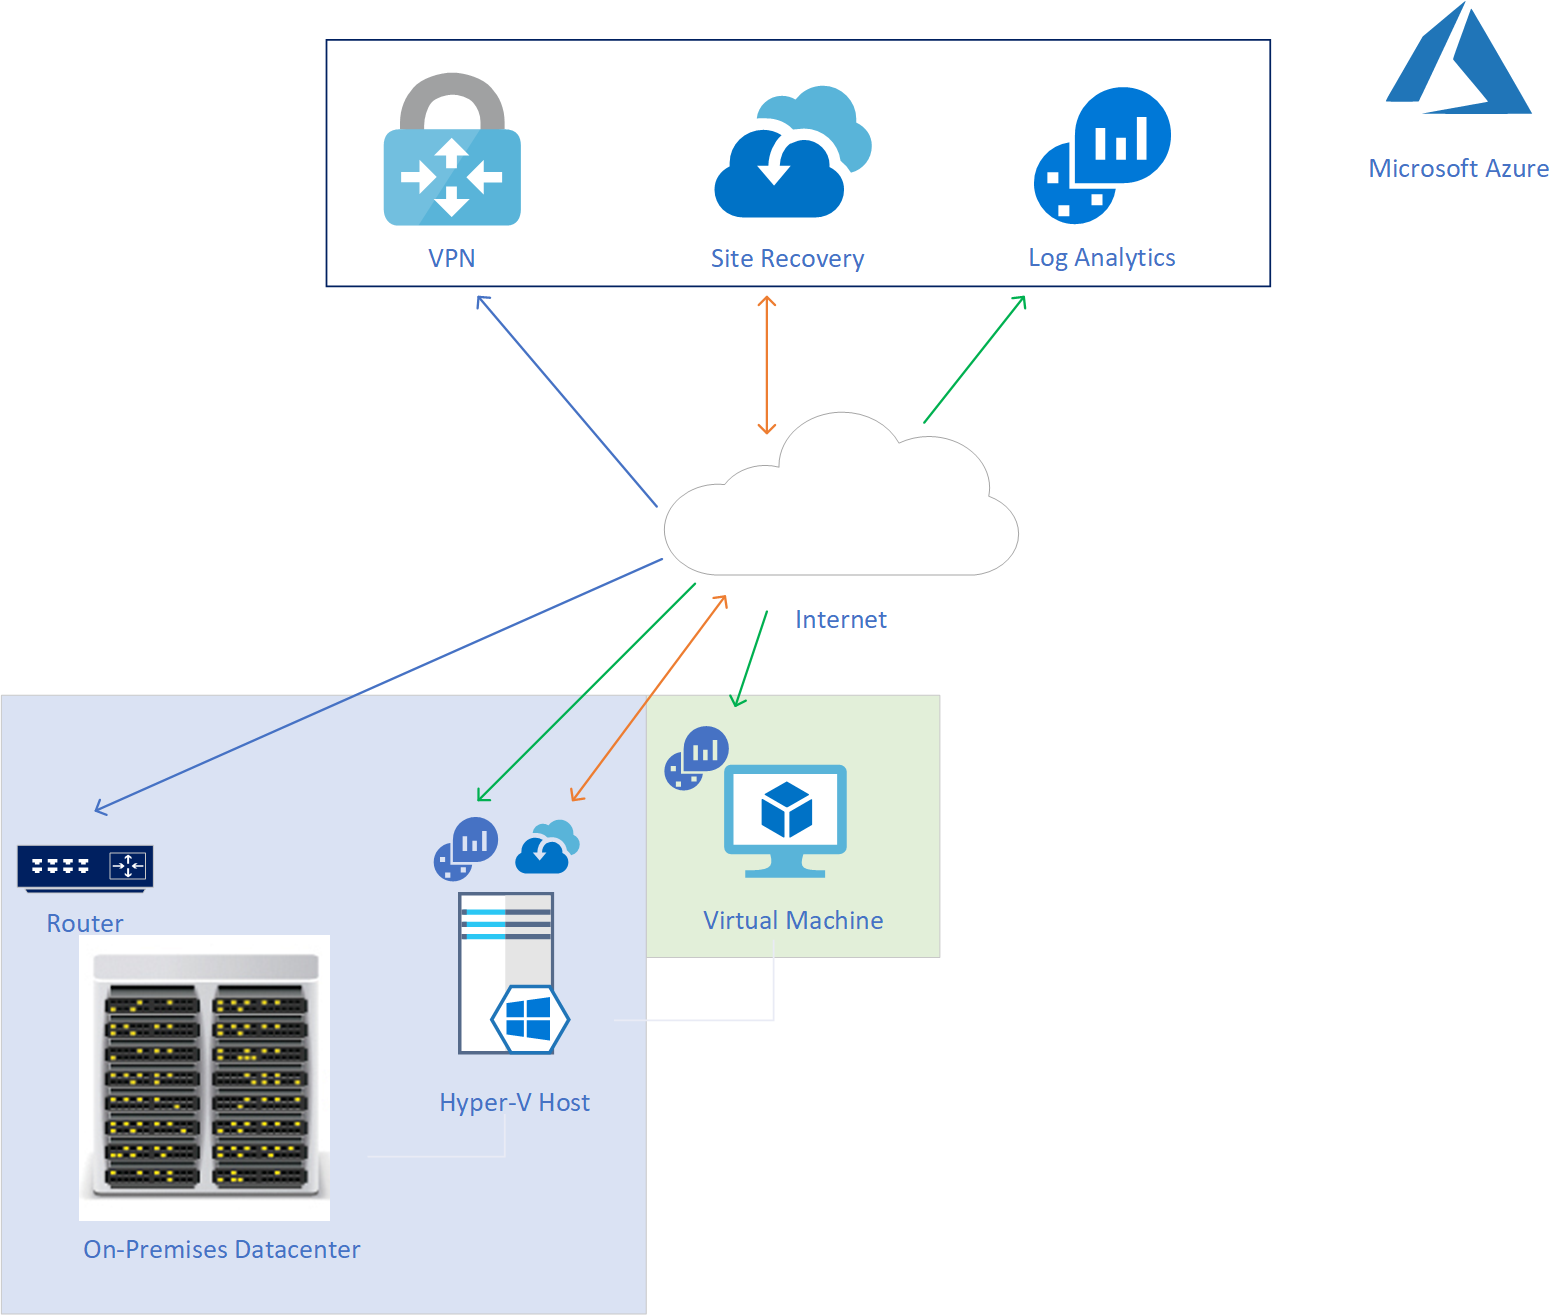 Microsoft Azure
VPN
Site Recovery
Log Analytics
Internet
Router
Virtual Machine
Hyper-V Host
On-Premises Datacenter